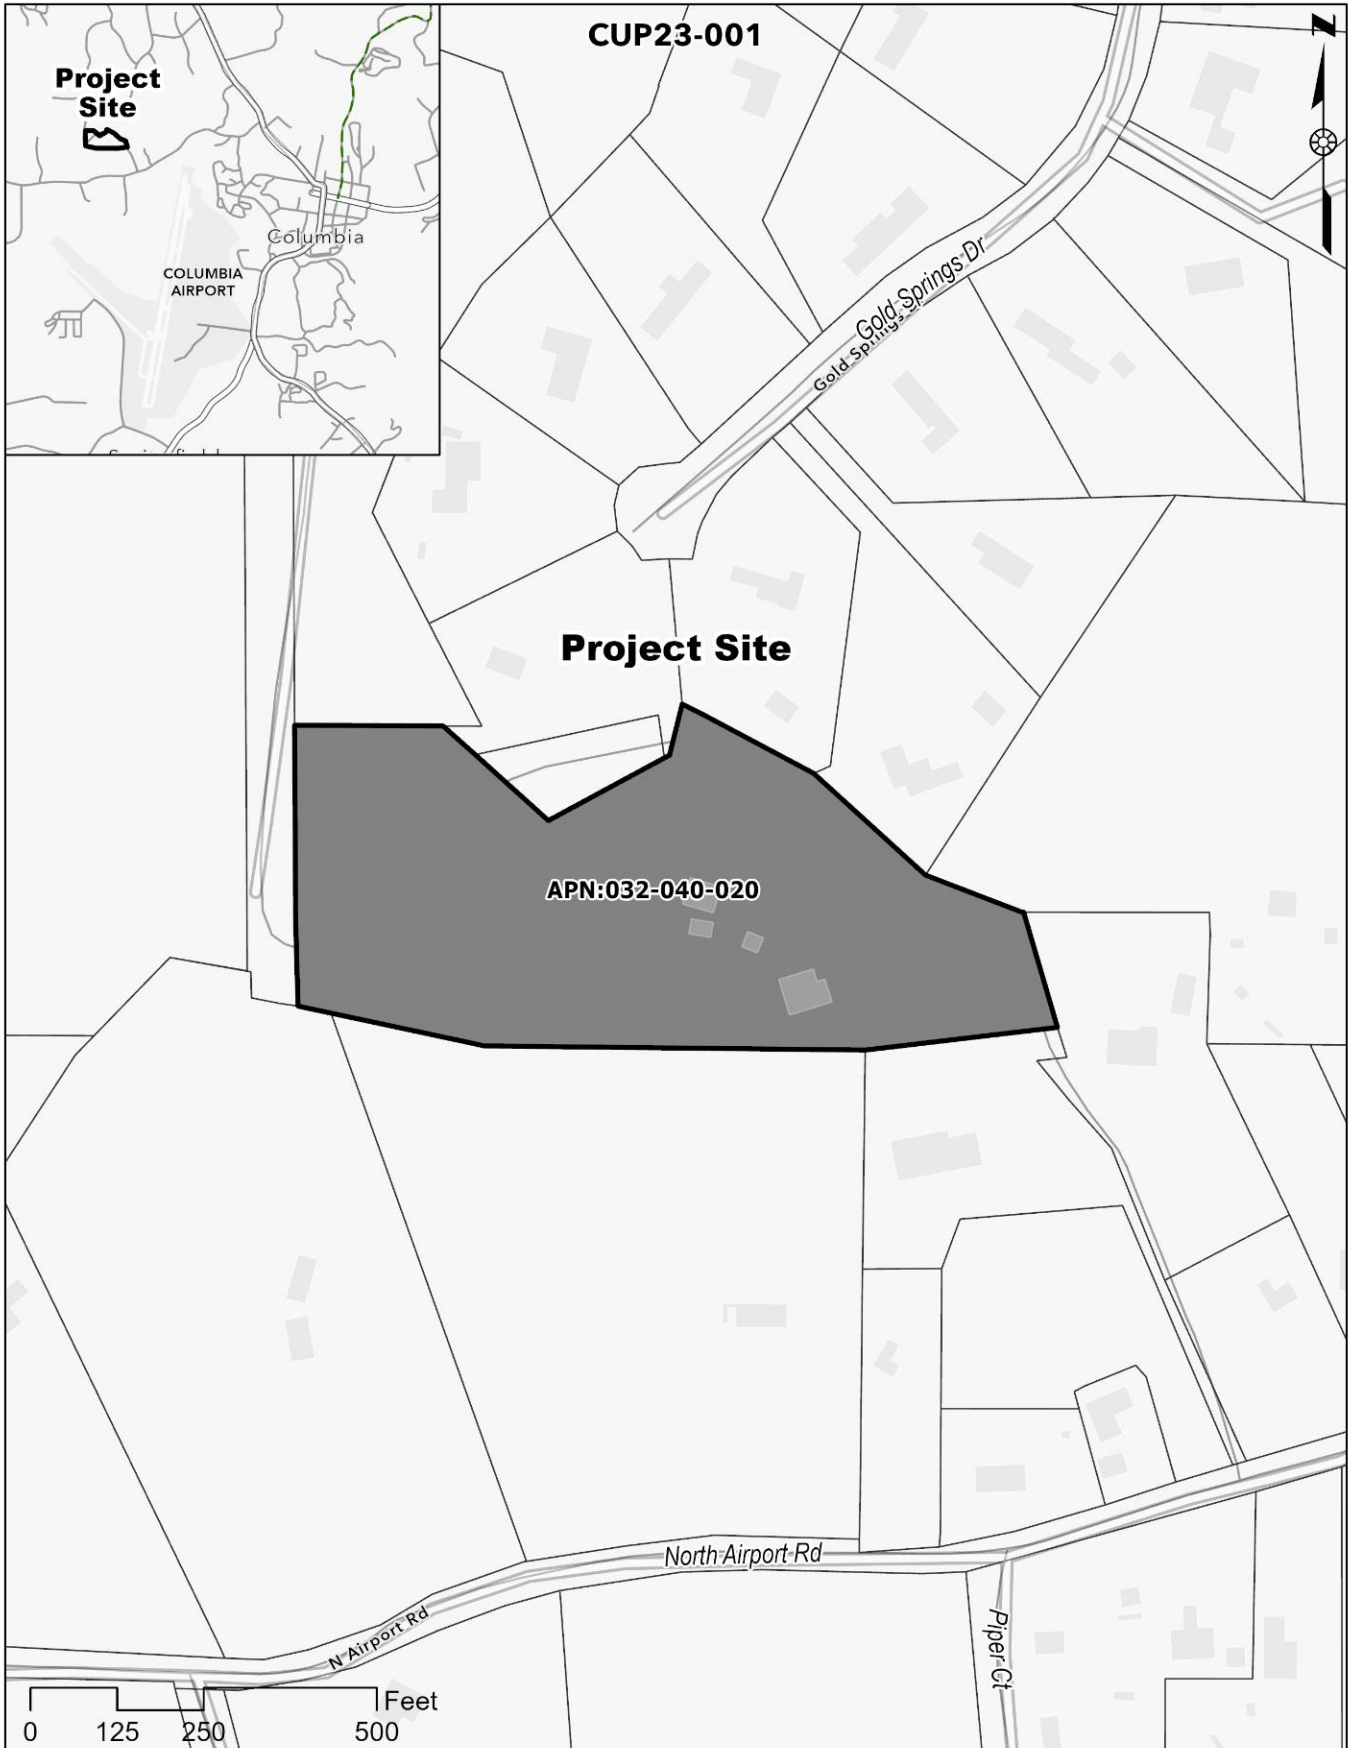 CUP23-001
N
Project
Site
Columbia
COLUMBIA
AIRPORT
Gold Springs Dr
Gold Springs
Project Site
APN:032-040-020
North Airport Rd
N Airport Rd
Piper Ct
Feet
0 125 250 500